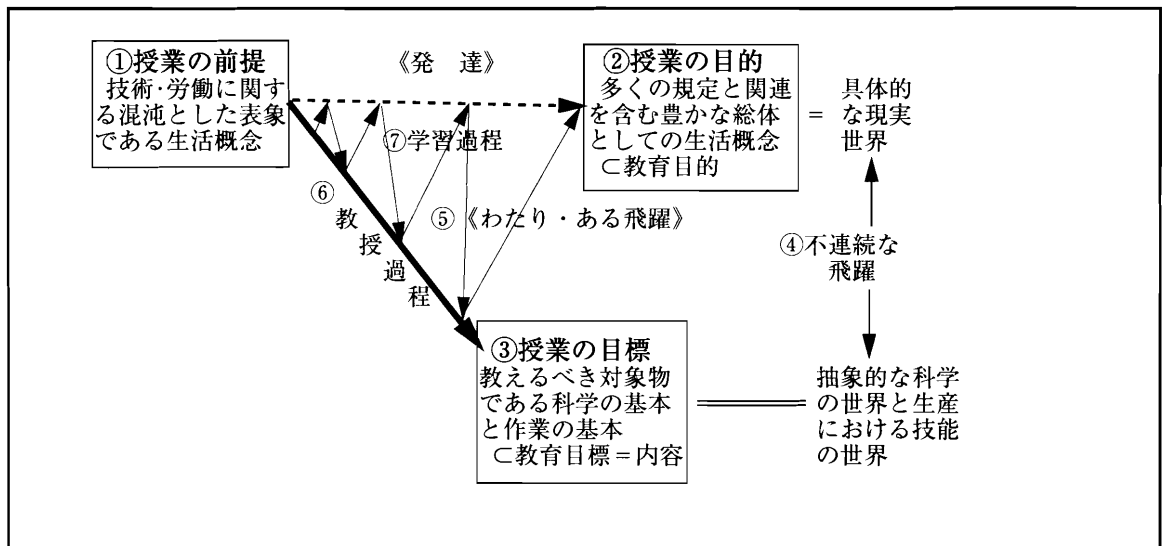 ①授業の前提
技術·労働に関す
る混沌とした表象
である生活概念
《発 達》
②授業の目的
多くの規定と関連
を含む豊かな総体
としての生活概念
⊂教育目的
=
具体的
な現実
世界
⑦学習過程
⑥
教
授
過
程
⑤《わたり・ある飛躍》
④不連続な
飛躍
③授業の目標
教えるべき対象物
である科学の基本
と作業の基本
⊂教育目標=内容
抽象的な科学
の世界と生産
における技能
の世界